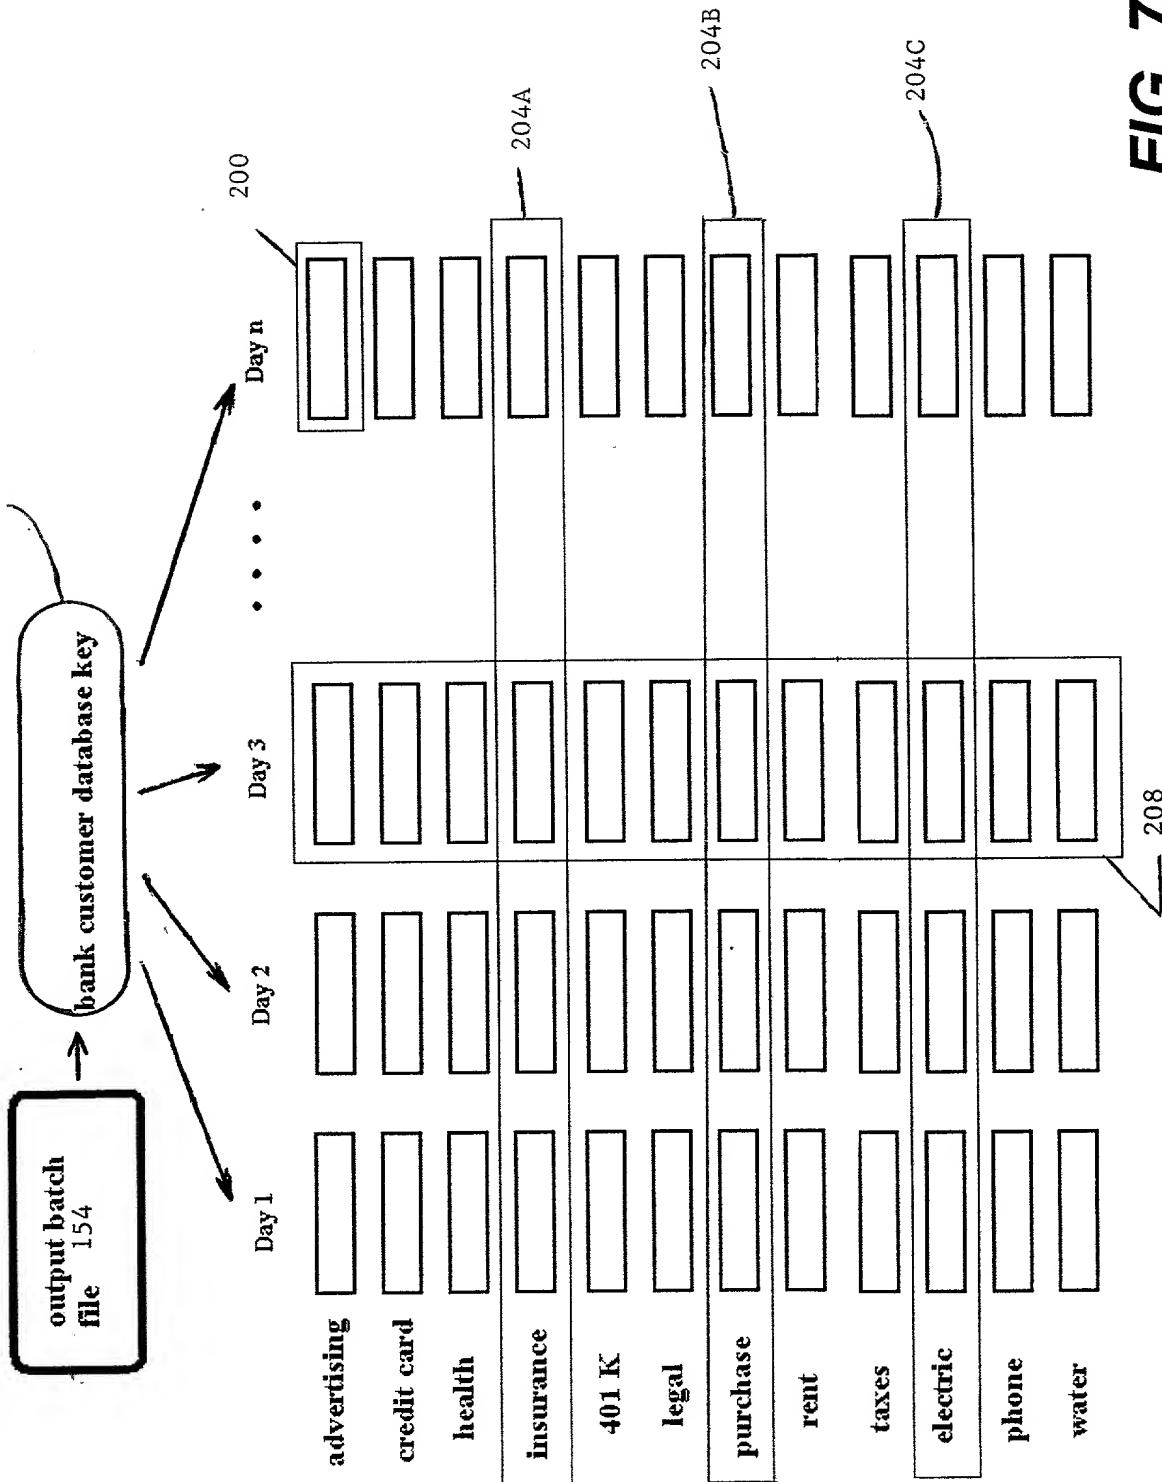 output batch
file 154
bank customer database key
Day 1
Day 2
Day 3
Day n
200
advertising
credit card
health
insurance
204A
401 K
legal
purchase
204B
rent
taxes
electric
204C
phone
water
208
FIG 7